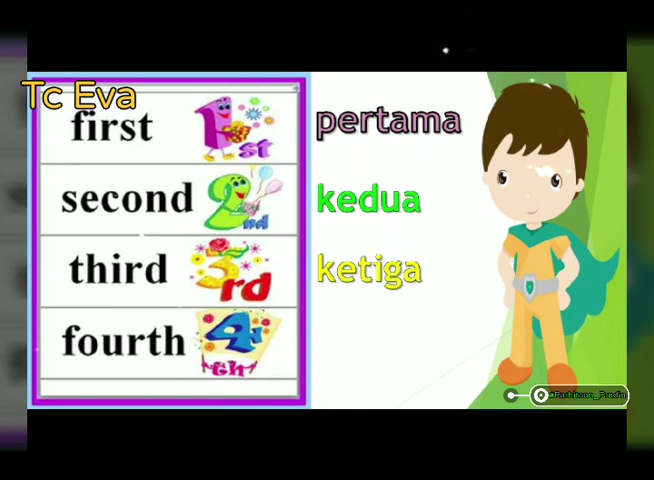 Tc Eva
first 1st
pertama
second 2nd
kedua
third 3rd
ketiga
fourth 4th